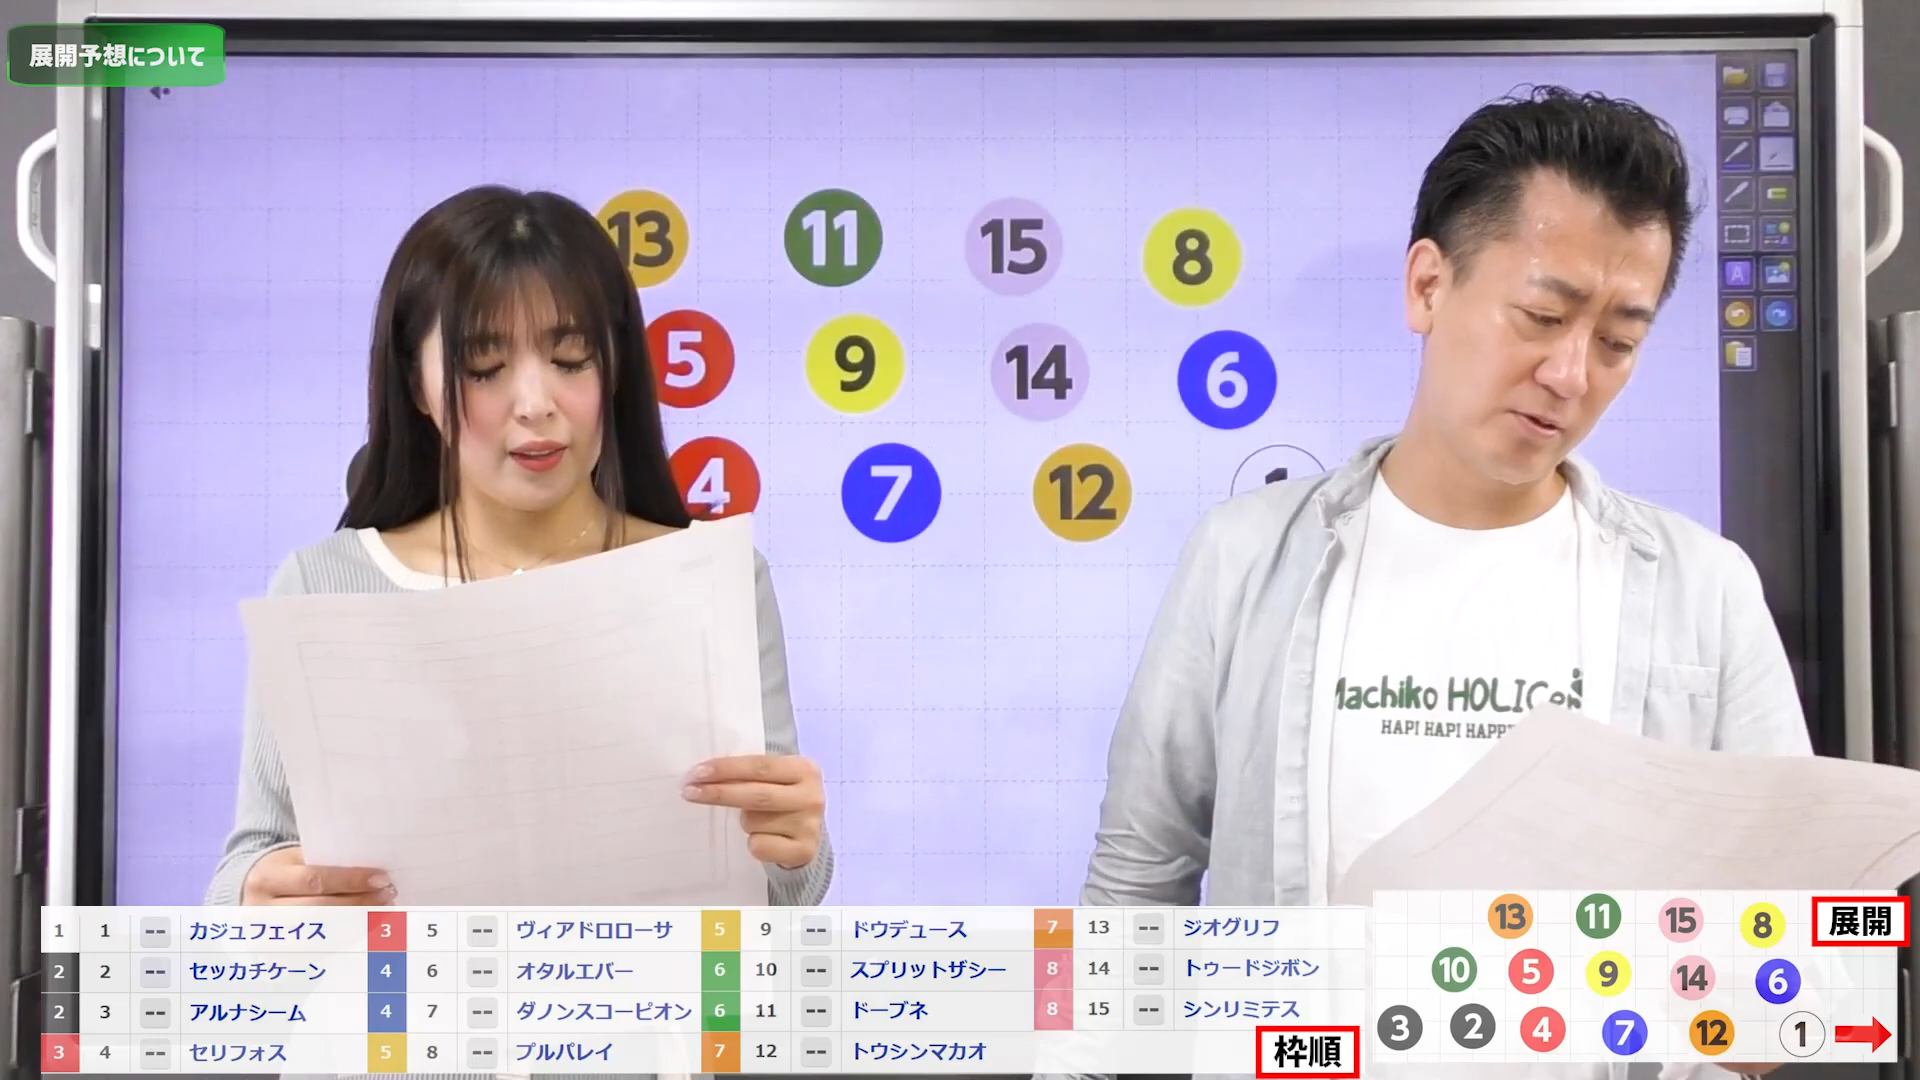 展開予想について
13 11 15 8
5 9 14 6
4 7 12 1
Machiko HOLIC
HAPI HAPI HAPP
1 1 -- カジュフェイス 3 5 -- ヴィアドロローサ 5 9 -- ドウデュース 7 13 -- ジオグリフ
2 2 -- セッカチケーン 4 6 -- オタルエバー 6 10 -- スプリットザシー 8 14 -- トゥードジボン
2 3 -- アルナシーム 4 7 -- ダノンスコーピオン 6 11 -- ドーブネ 8 15 -- シンリミテス
3 4 -- セリフォス 5 8 -- プルパレイ 7 12 -- トウシンマカオ
枠順
13 11 15 8 展開
10 5 9 14 6
3 2 4 7 12 1